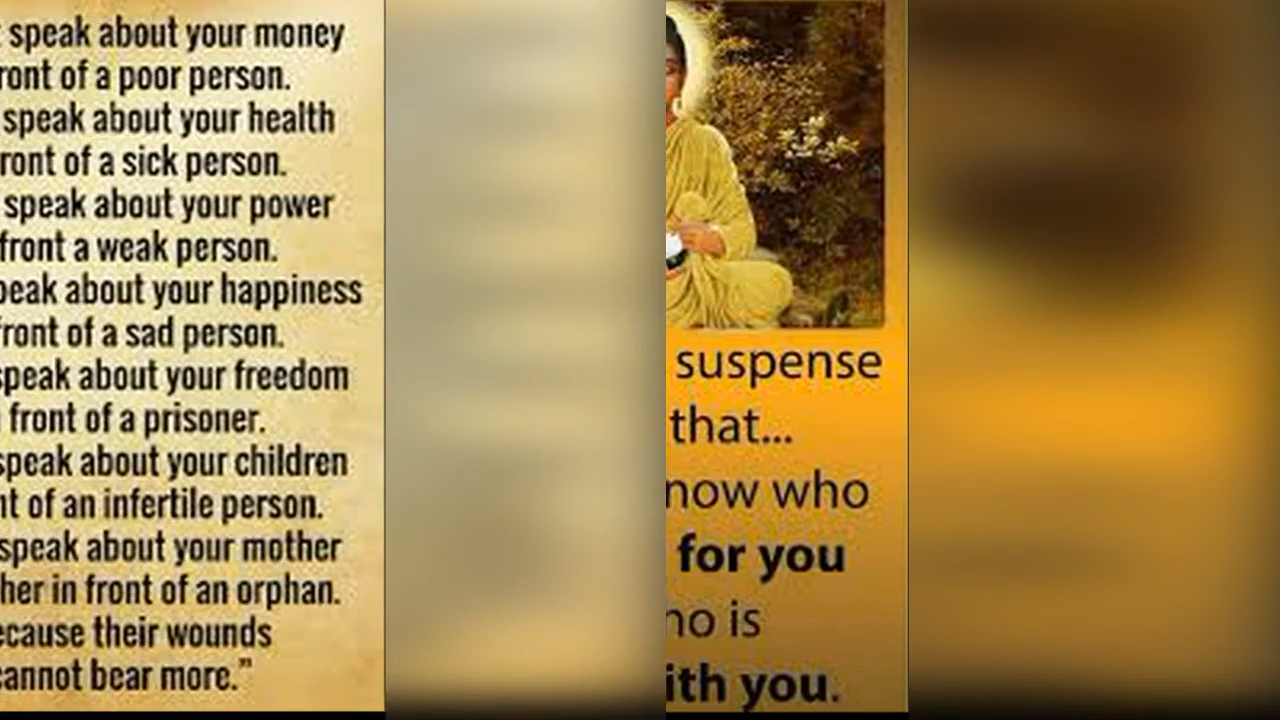 speak about your money
ront of a poor person.
speak about your health
ront of a sick person.
speak about your power
front a weak person.
peak about your happiness
front of a sad person.
speak about your freedom
front of a prisoner.
speak about your children
nt of an infertile person.
speak about your mother
her in front of an orphan.
ecause their wounds
cannot bear more.”
suspense
that...
now who
for you
no is
ith you.